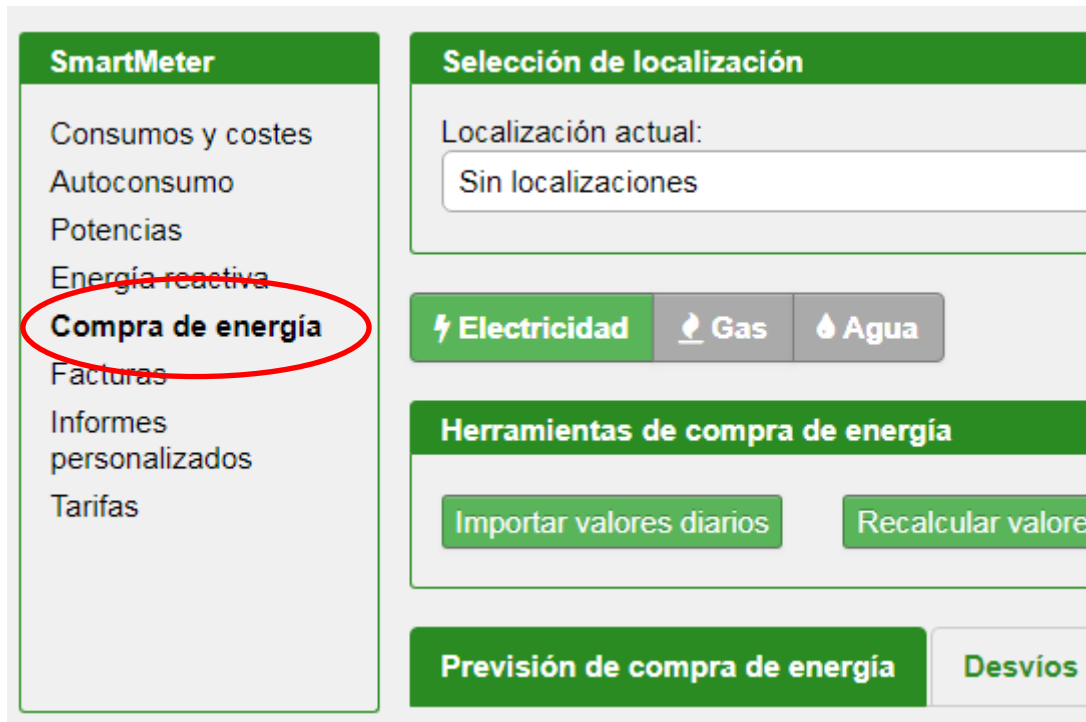 SmartMeter
Consumos y costes
Autoconsumo
Potencias
Energía reactiva
Compra de energía
Facturas
Informes
personalizados
Tarifas
Selección de localización
Localización actual:
Sin localizaciones
Electricidad Gas Agua
Herramientas de compra de energía
Importar valores diarios Recalcular valore
Previsión de compra de energía Desvíos